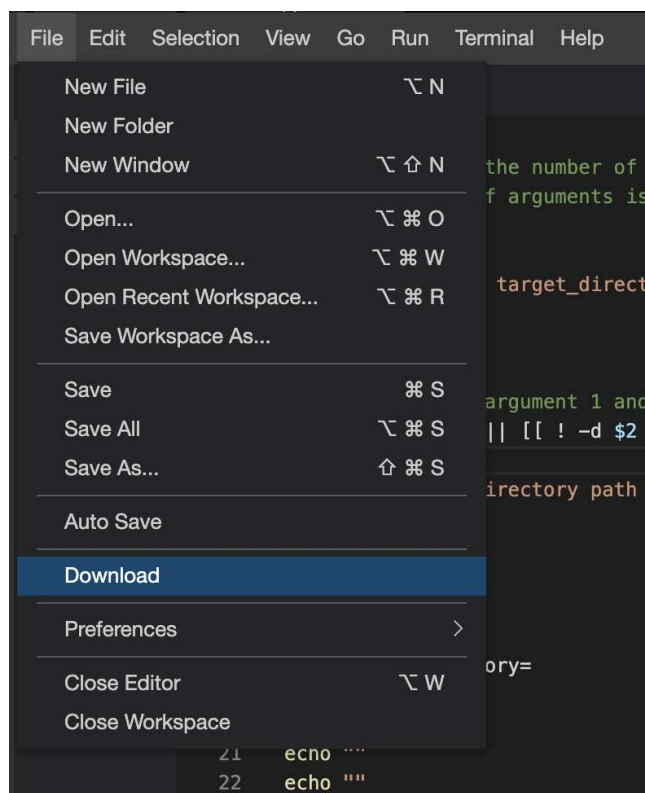 File Edit Selection View Go Run Terminal Help
New File ⌥ N
New Folder
New Window ⌥ ⇧ N
the number of
f arguments is
Open... ⌥ ⌘ O
Open Workspace... ⌥ ⌘ W
Open Recent Workspace... ⌥ ⌘ R
target_direct
Save Workspace As...
Save ⌘ S
argument 1 and
Save All ⌥ ⌘ S
|| [[ ! -d $2
Save As... ⇧ ⌘ S
irectory path
Auto Save
Download
Preferences >
ory=
Close Editor ⌥ W
Close Workspace
21 echo ""
22 echo ""